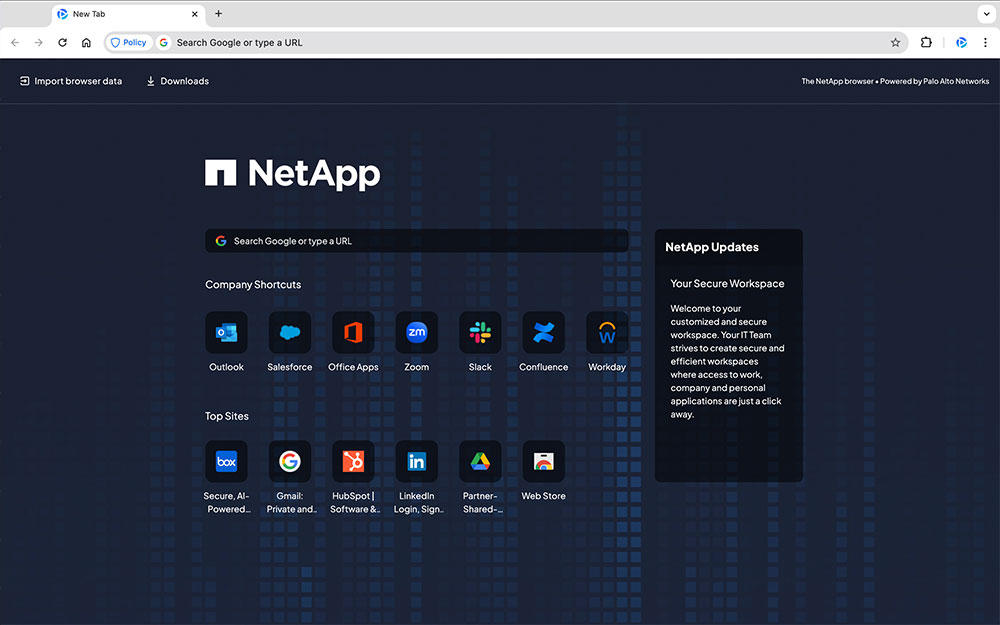 New Tab
Policy
Search Google or type a URL
Import browser data
Downloads
The NetApp browser • Powered by Palo Alto Networks
NetApp
Search Google or type a URL
Company Shortcuts
Outlook
Salesforce
Office Apps
zm
Zoom
Slack
Confluence
Workday
Top Sites
box
Secure, AI-
Powered...
Gmail:
Private and..
HubSpot |
Software &..
in
LinkedIn
Login, Sign..
Partner-
Shared-...
Web Store
NetApp Updates
Your Secure Workspace
Welcome to your
customized and secure
workspace. Your IT Team
strives to create secure and
efficient workspaces
where access to work,
company and personal
applications are just a click
away.